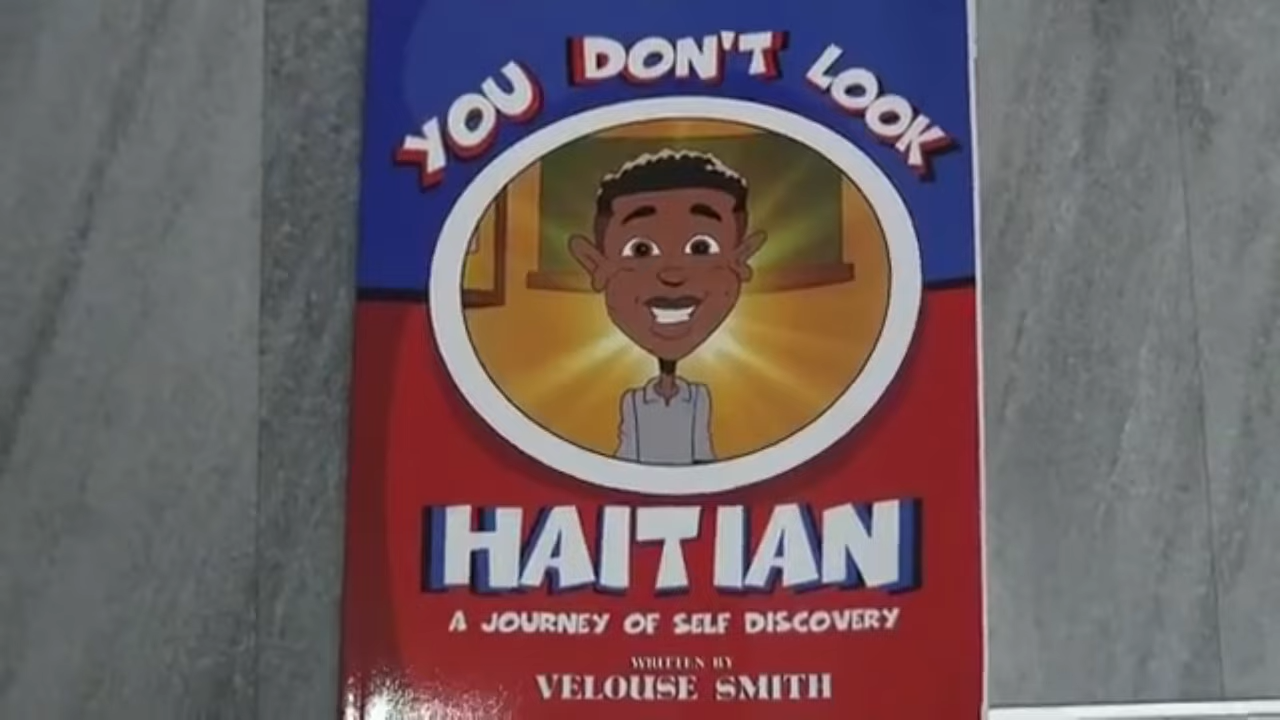 YOU DON'T LOOK
HAITIAN
A JOURNEY OF SELF DISCOVERY
WRITTEN BY
VELOUSE SMITH